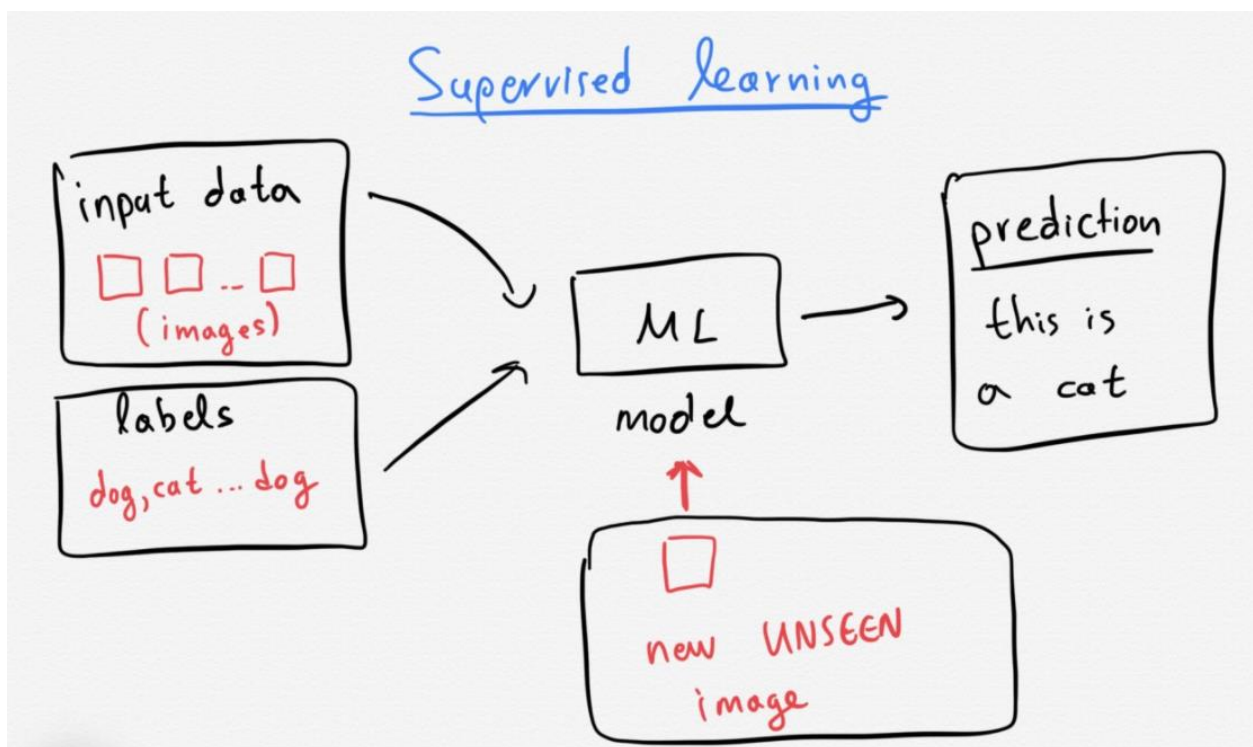 Supervised learning
input data
(images)
labels
dog, cat ... dog
ML
model
prediction
this is
a cat
new UNSEEN
image